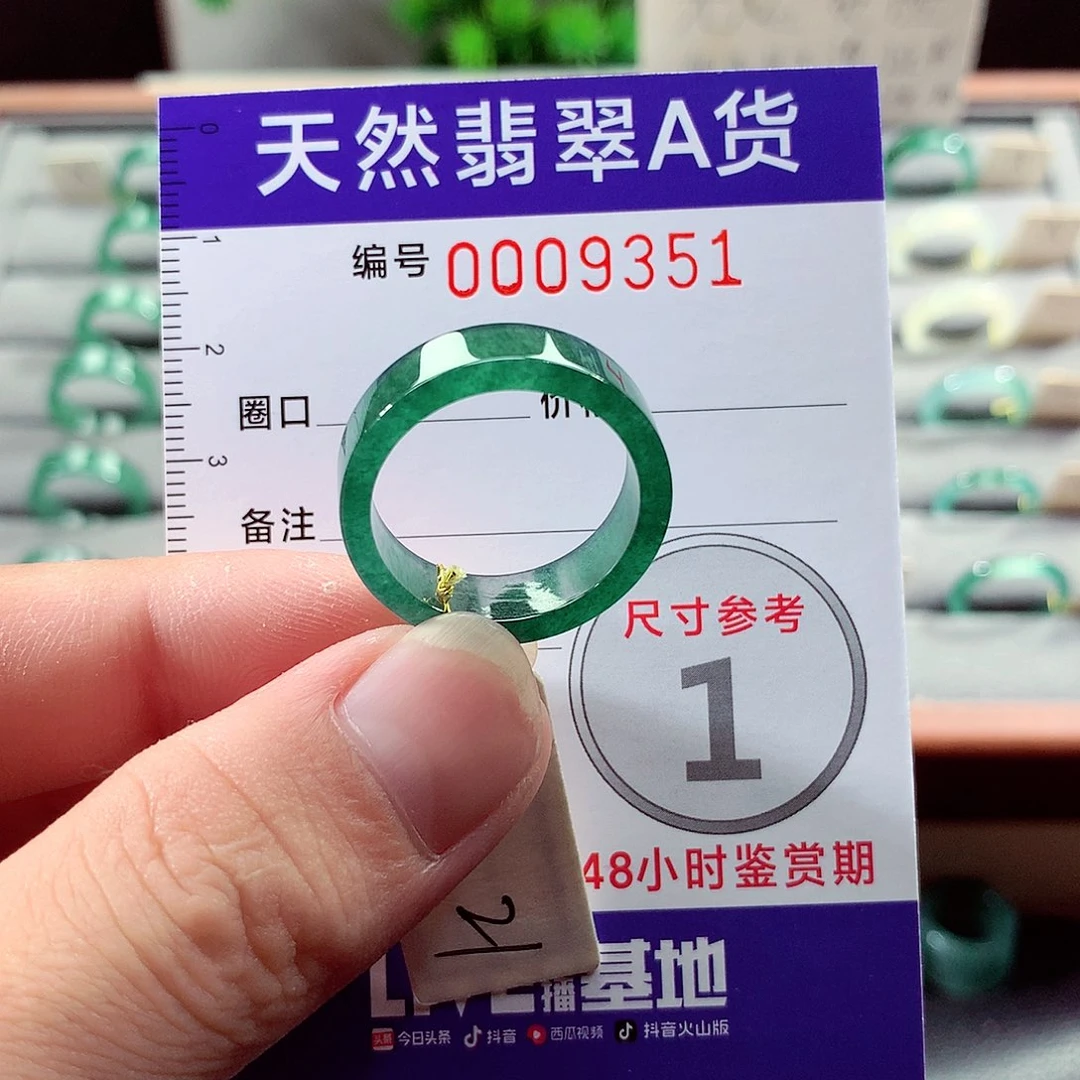 天然翡翠A货
编号 0009351
0
1
2
3
圈口
备注
尺寸参考
1
48小时鉴赏期
21
基地
头条 今日头条 抖音 西瓜视频 抖音火山版